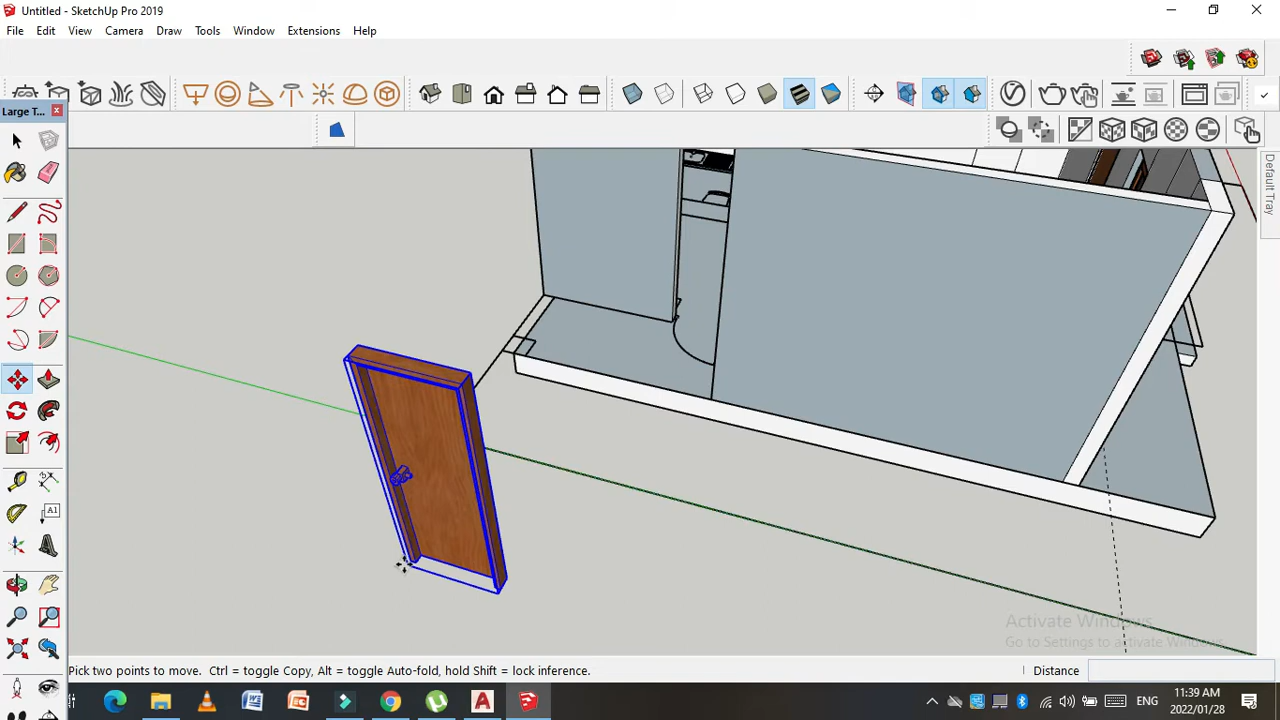 Untitled - SketchUp Pro 2019
File Edit View Camera Draw Tools Window Extensions Help
Large T...
A1
Default Tray
Activate Windows
Go to Settings to activate Windows.
Pick two points to move. Ctrl = toggle Copy, Alt = toggle Auto-fold, hold Shift = lock inference.
Distance
ENG
11:39 AM
2022/01/28